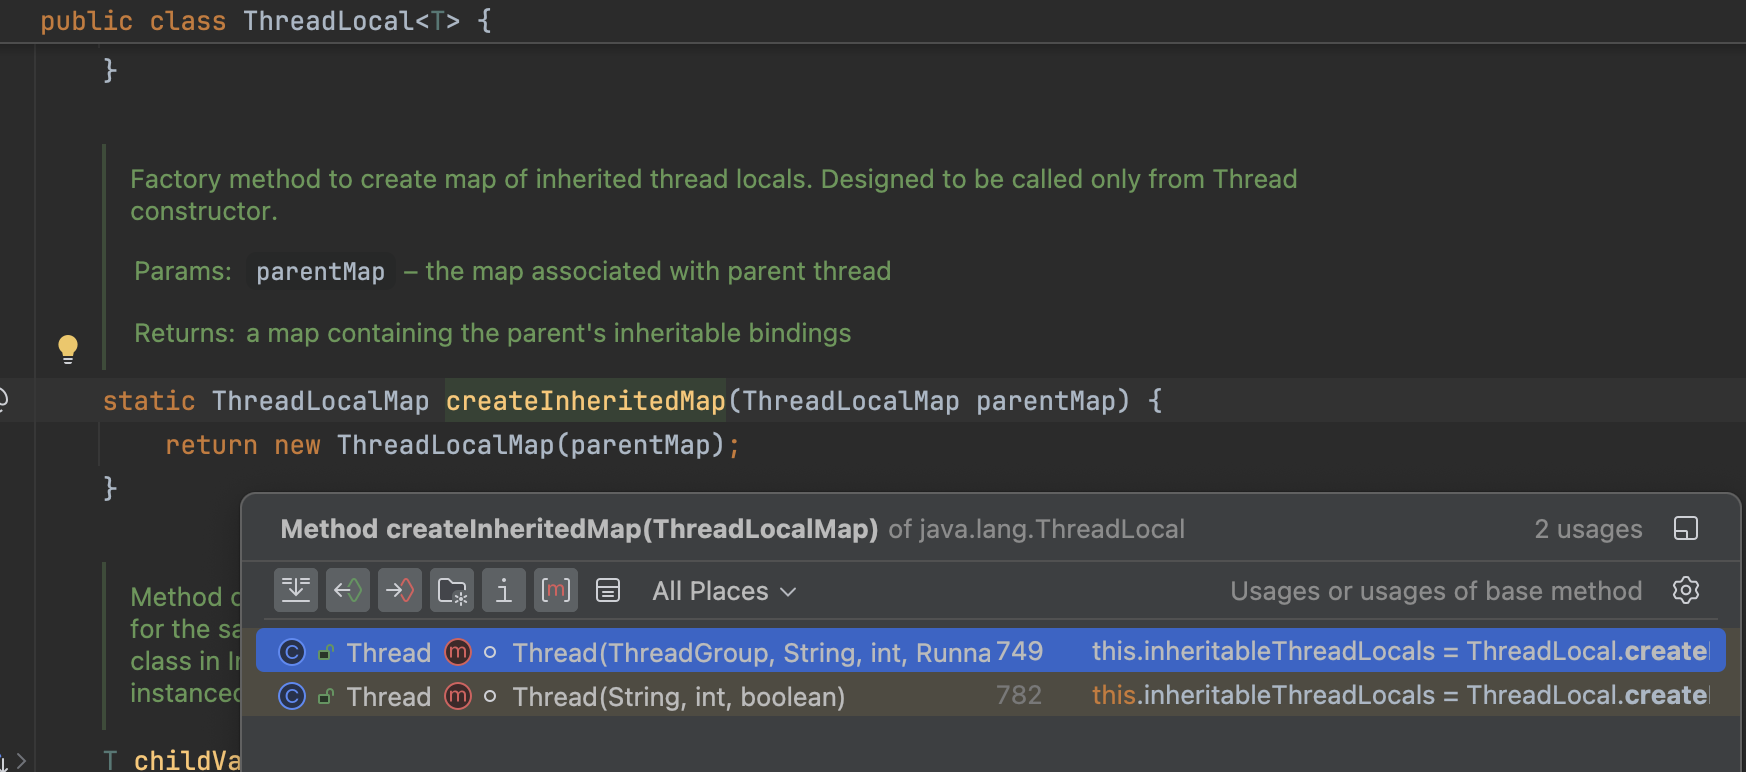 public class ThreadLocal<T> {
}
Factory method to create map of inherited thread locals. Designed to be called only from Thread
constructor.
Params: parentMap – the map associated with parent thread
Returns: a map containing the parent's inheritable bindings
static ThreadLocalMap createInheritedMap(ThreadLocalMap parentMap) {
return new ThreadLocalMap(parentMap);
}
Method createInheritedMap(ThreadLocalMap) of java.lang.ThreadLocal 2 usages
All Places Usages or usages of base method
Thread Thread(ThreadGroup, String, int, Runna 749 this.inheritableThreadLocals = ThreadLocal.create
Thread Thread(String, int, boolean) 782 this.inheritableThreadLocals = ThreadLocal.create
Method
for the
class in
T childVa